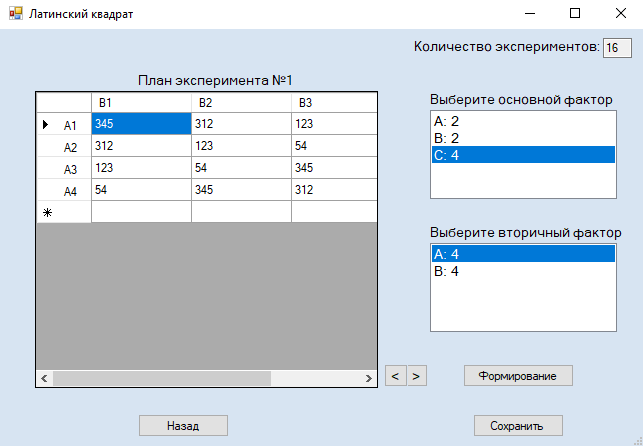 Латинский квадрат
Количество экспериментов: 16
План эксперимента №1
B1 B2 B3
A1 345 312 123
A2 312 123 54
A3 123 54 345
A4 54 345 312
Выберите основной фактор
A: 2
B: 2
C: 4
Выберите вторичный фактор
A: 4
B: 4
< >
Формирование
Назад
Сохранить